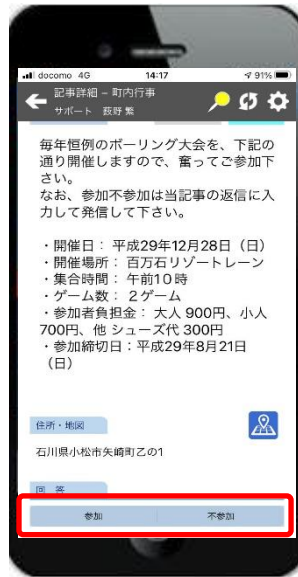 docomo 4G 14:17 91%
記事詳細 – 町内行事
サポート 荻野 繁
毎年恒例のボーリング大会を、下記の
通り開催しますので、奮ってご参加下
さい。
なお、参加不参加は当記事の返信に入
力して発信して下さい。
・開催日： 平成29年12月28日（日）
・開催場所： 百万石リゾートレーン
・集合時間： 午前10時
・ゲーム数： 2ゲーム
・参加者負担金： 大人 900円、小人
700円、他 シューズ代 300円
・参加締切日：平成29年8月21日
（日）
住所・地図
石川県小松市矢崎町乙の1
回 答
参加 不参加